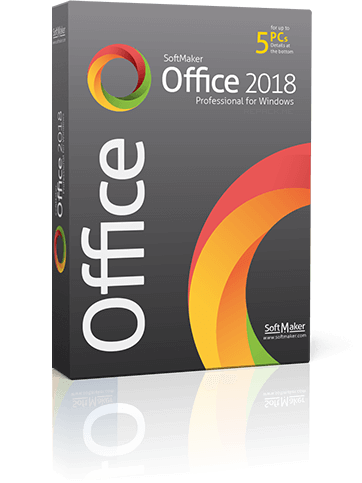 for up to
5 PCs
Details at
the bottom
SoftMaker
Office 2018
Professional for Windows
Office
Office 2018
SoftMaker
www.softmaker.com